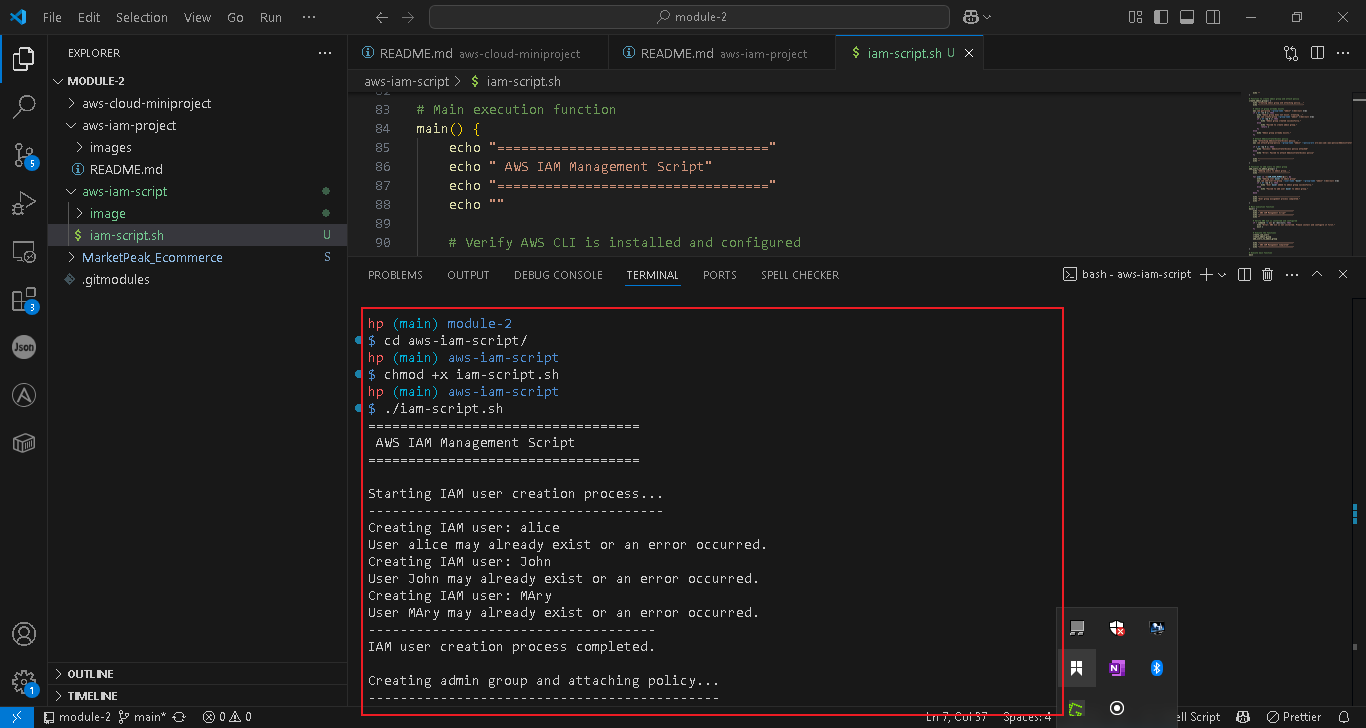 File Edit Selection View Go Run ···
module-2
EXPLORER ···
MODULE-2
aws-cloud-miniproject
aws-iam-project
images
README.md
aws-iam-script
image
$ iam-script.sh U
MarketPeak_Ecommerce S
.gitmodules
OUTLINE
TIMELINE
5
3
Json
1
README.md aws-cloud-miniproject
README.md aws-iam-project
$ iam-script.sh U
aws-iam-script > $ iam-script.sh
83 # Main execution function
84 main() {
85 echo "=================================="
86 echo " AWS IAM Management Script"
87 echo "=================================="
88 echo ""
89
90 # Verify AWS CLI is installed and configured
PROBLEMS OUTPUT DEBUG CONSOLE TERMINAL PORTS SPELL CHECKER
bash - aws-iam-script
hp (main) module-2
$ cd aws-iam-script/
hp (main) aws-iam-script
$ chmod +x iam-script.sh
hp (main) aws-iam-script
$ ./iam-script.sh
==================================
AWS IAM Management Script
==================================
Starting IAM user creation process...
-------------------------------------
Creating IAM user: alice
User alice may already exist or an error occurred.
Creating IAM user: John
User John may already exist or an error occurred.
Creating IAM user: MAry
User MAry may already exist or an error occurred.
------------------------------------
IAM user creation process completed.
Creating admin group and attaching policy...
--------------------------------------------
module-2 main* 0 0
Ln 7, Col 37 Spaces: 4 ell Script Prettier